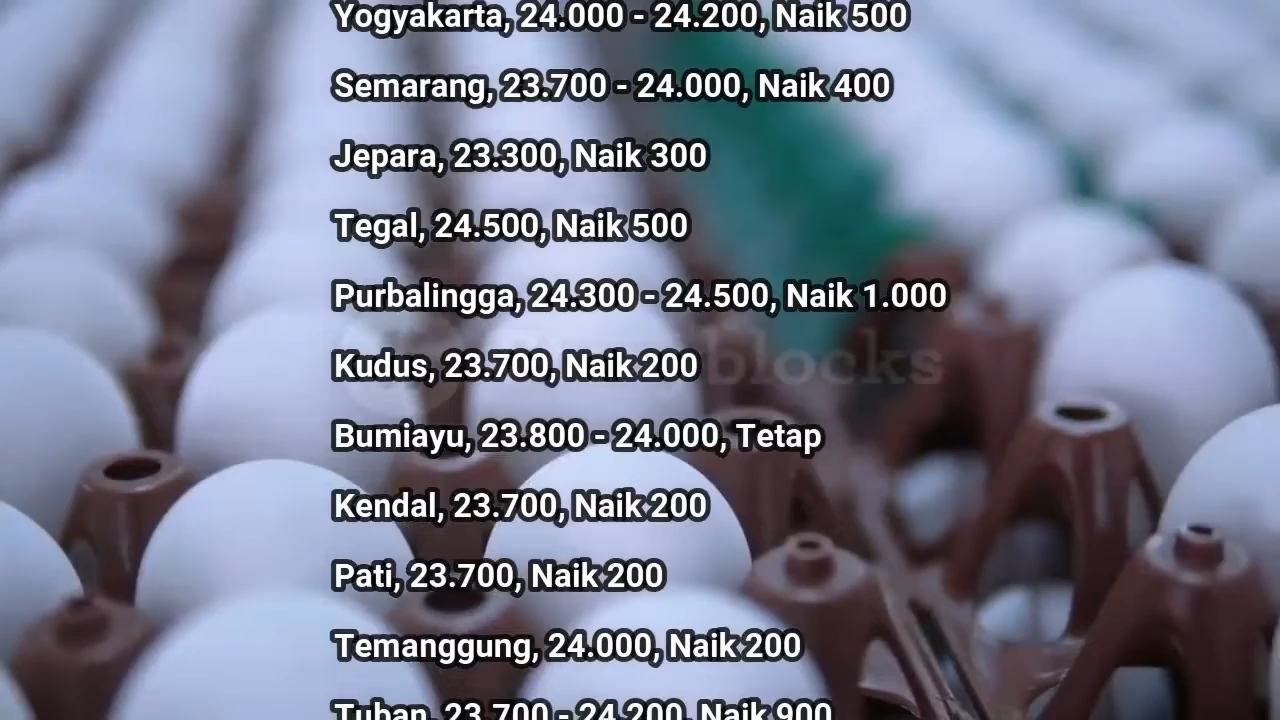 Yogyakarta, 24.000 - 24.200, Naik 500
Semarang, 23.700 - 24.000, Naik 400
Jepara, 23.300, Naik 300
Tegal, 24.500, Naik 500
Purbalingga, 24.300 - 24.500, Naik 1.000
Kudus, 23.700, Naik 200
blocks
Bumiayu, 23.800 - 24.000, Tetap
Kendal, 23.700, Naik 200
Pati, 23.700, Naik 200
Temanggung, 24.000, Naik 200
Tuban, 23.700 - 24.200, Naik 900